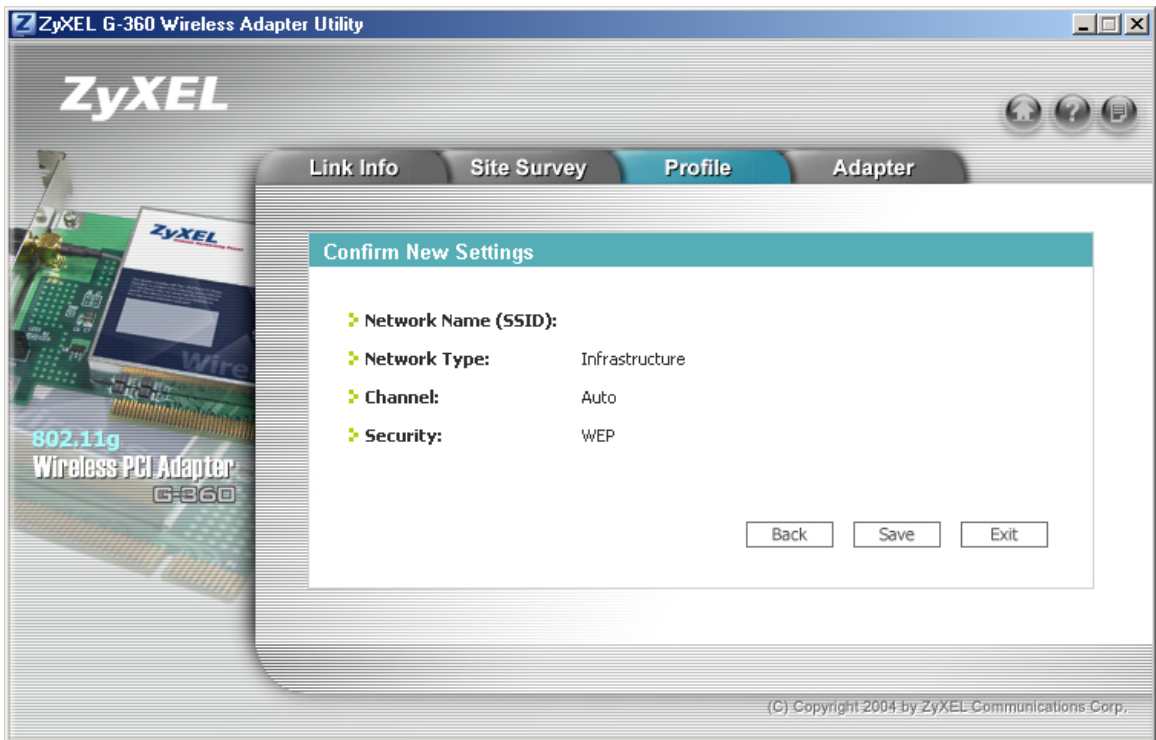 ZyXEL G-360 Wireless Adapter Utility
ZyXEL
Link Info Site Survey Profile Adapter
ZyXEL
Confirm New Settings
Network Name (SSID):
Network Type: Infrastructure
Channel: Auto
Security: WEP
Wire
802.11g
Wireless PCI Adapter
G-360
Back Save Exit
(C) Copyright 2004 by ZyXEL Communications Corp.